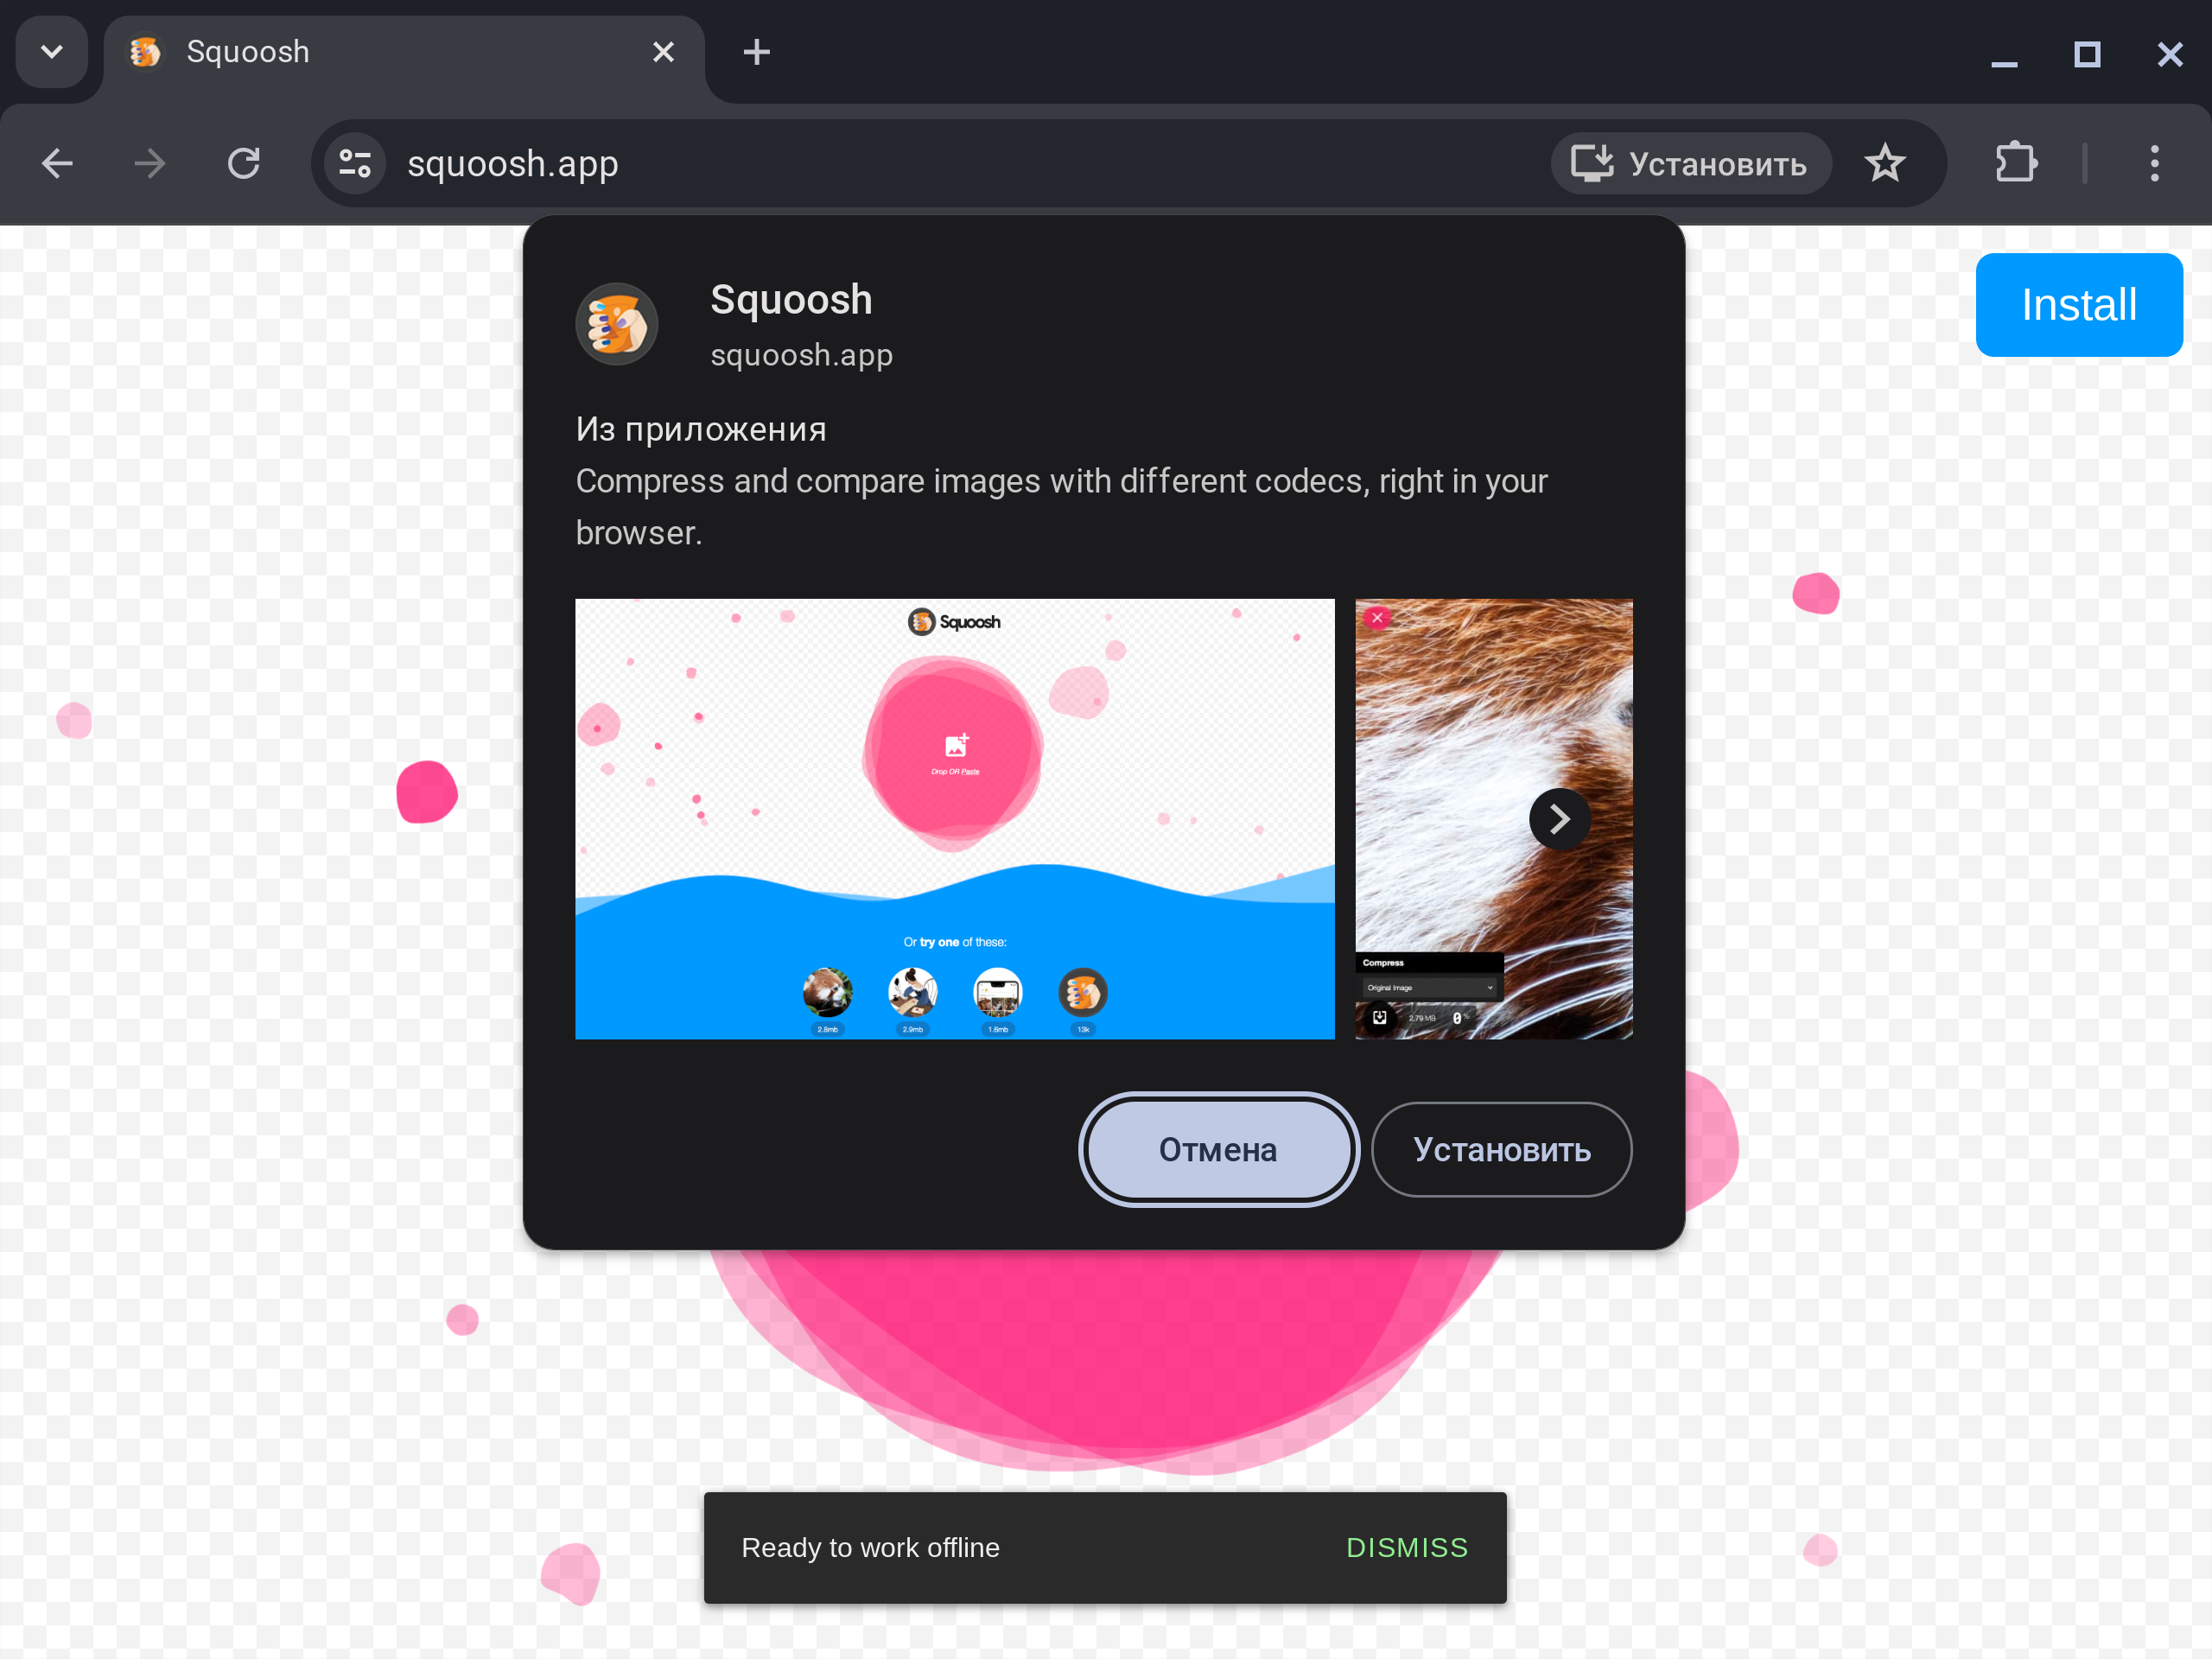 Squoosh
squoosh.app
Установить
Install
Squoosh
squoosh.app
Из приложения
Compress and compare images with different codecs, right in your
browser.
Squoosh
Drop OR Paste
Or try one of these:
2.8mb
2.9mb
1.6mb
13k
Compress
Original Image
2.79 MB
0 %
Отмена
Установить
Ready to work offline
DISMISS